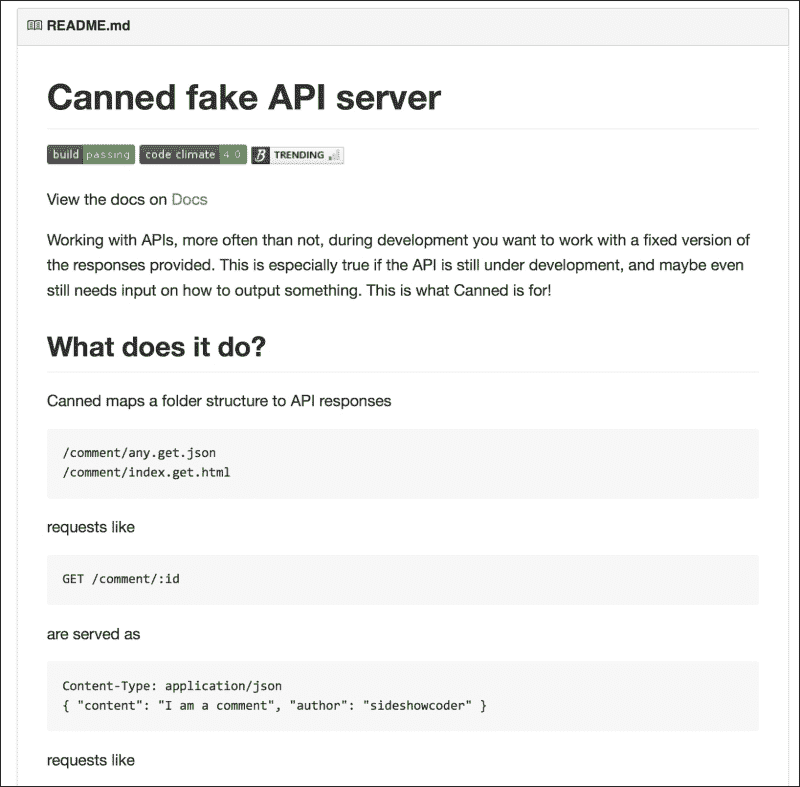 README.md
Canned fake API server
build passing code climate 4.0 B TRENDING
View the docs on Docs
Working with APIs, more often than not, during development you want to work with a fixed version of
the responses provided. This is especially true if the API is still under development, and maybe even
still needs input on how to output something. This is what Canned is for!
What does it do?
Canned maps a folder structure to API responses
/comment/any.get.json
/comment/index.get.html
requests like
GET /comment/:id
are served as
Content-Type: application/json
{ "content": "I am a comment", "author": "sideshowcoder" }
requests like